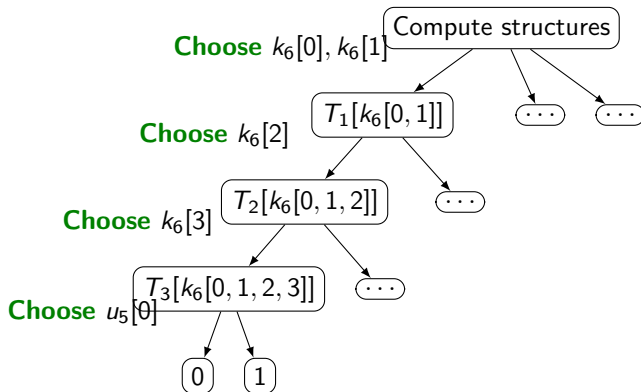 Compute structures
Choose k₆[0], k₆[1]
T₁[k₆[0, 1]]
· · ·
· · ·
Choose k₆[2]
T₂[k₆[0, 1, 2]]
· · ·
Choose k₆[3]
T₃[k₆[0, 1, 2, 3]]
· · ·
Choose u₅[0]
0
1